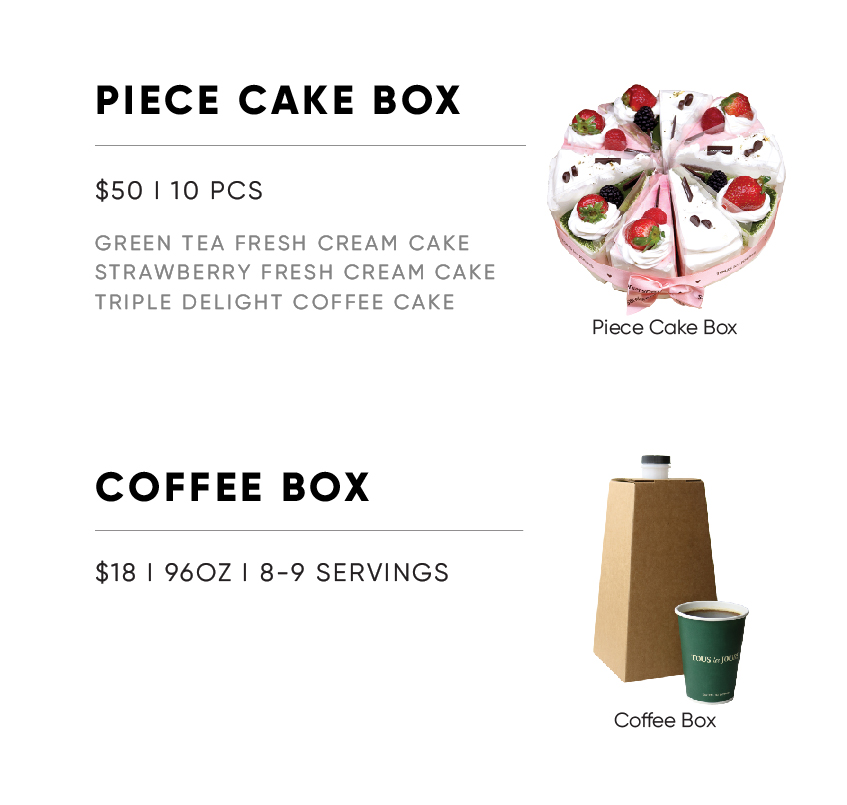 PIECE CAKE BOX
$50 | 10 PCS
GREEN TEA FRESH CREAM CAKE
STRAWBERRY FRESH CREAM CAKE
TRIPLE DELIGHT COFFEE CAKE
Piece Cake Box
COFFEE BOX
$18 | 96OZ | 8-9 SERVINGS
TOUS les JOURS
Coffee Box